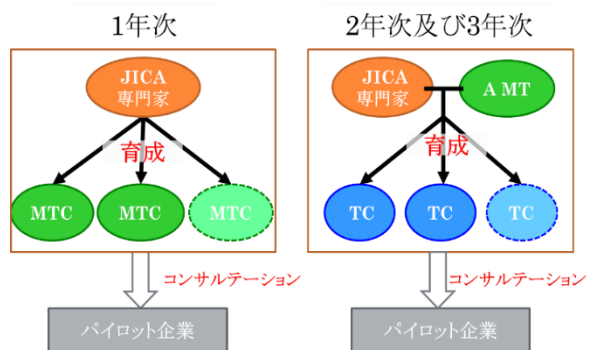 1年次
JICA
専門家
育成
MTC
MTC
MTC
コンサルテーション
パイロット企業
2年次及び3年次
JICA
専門家
A MT
育成
TC
TC
TC
コンサルテーション
パイロット企業